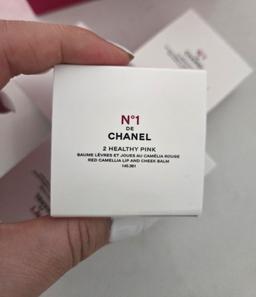 N°1
DE
CHANEL
2 HEALTHY PINK
BAUME LÈVRES ET JOUES AU CAMÉLIA ROUGE
RED CAMELLIA LIP AND CHEEK BALM